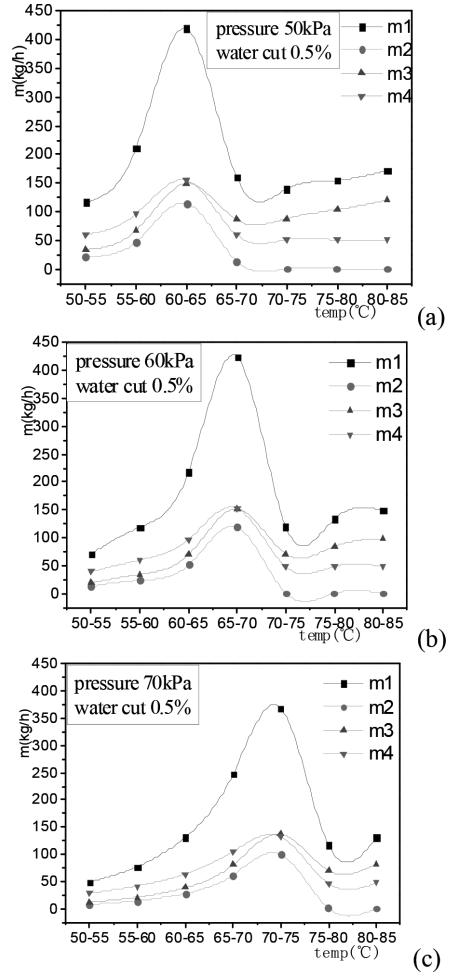 450
400
350
300
250
200
150
100
50
0
m(kg/h)
pressure 50kPa
water cut 0.5%
m1
m2
m3
m4
50-55 55-60 60-65 65-70 70-75 75-80 80-85
temp(℃)
(a)
450
400
350
300
250
200
150
100
50
0
m(kg/h)
pressure 60kPa
water cut 0.5%
m1
m2
m3
m4
50-55 55-60 60-65 65-70 70-75 75-80 80-85
temp(℃)
(b)
450
400
350
300
250
200
150
100
50
0
m(kg/h)
pressure 70kPa
water cut 0.5%
m1
m2
m3
m4
50-55 55-60 60-65 65-70 70-75 75-80 80-85
temp(℃)
(c)